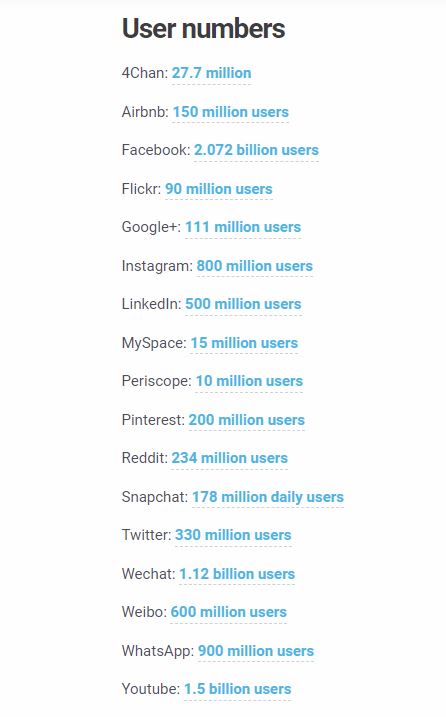 User numbers
4Chan: 27.7 million
Airbnb: 150 million users
Facebook: 2.072 billion users
Flickr: 90 million users
Google+: 111 million users
Instagram: 800 million users
LinkedIn: 500 million users
MySpace: 15 million users
Periscope: 10 million users
Pinterest: 200 million users
Reddit: 234 million users
Snapchat: 178 million daily users
Twitter: 330 million users
Wechat: 1.12 billion users
Weibo: 600 million users
WhatsApp: 900 million users
Youtube: 1.5 billion users